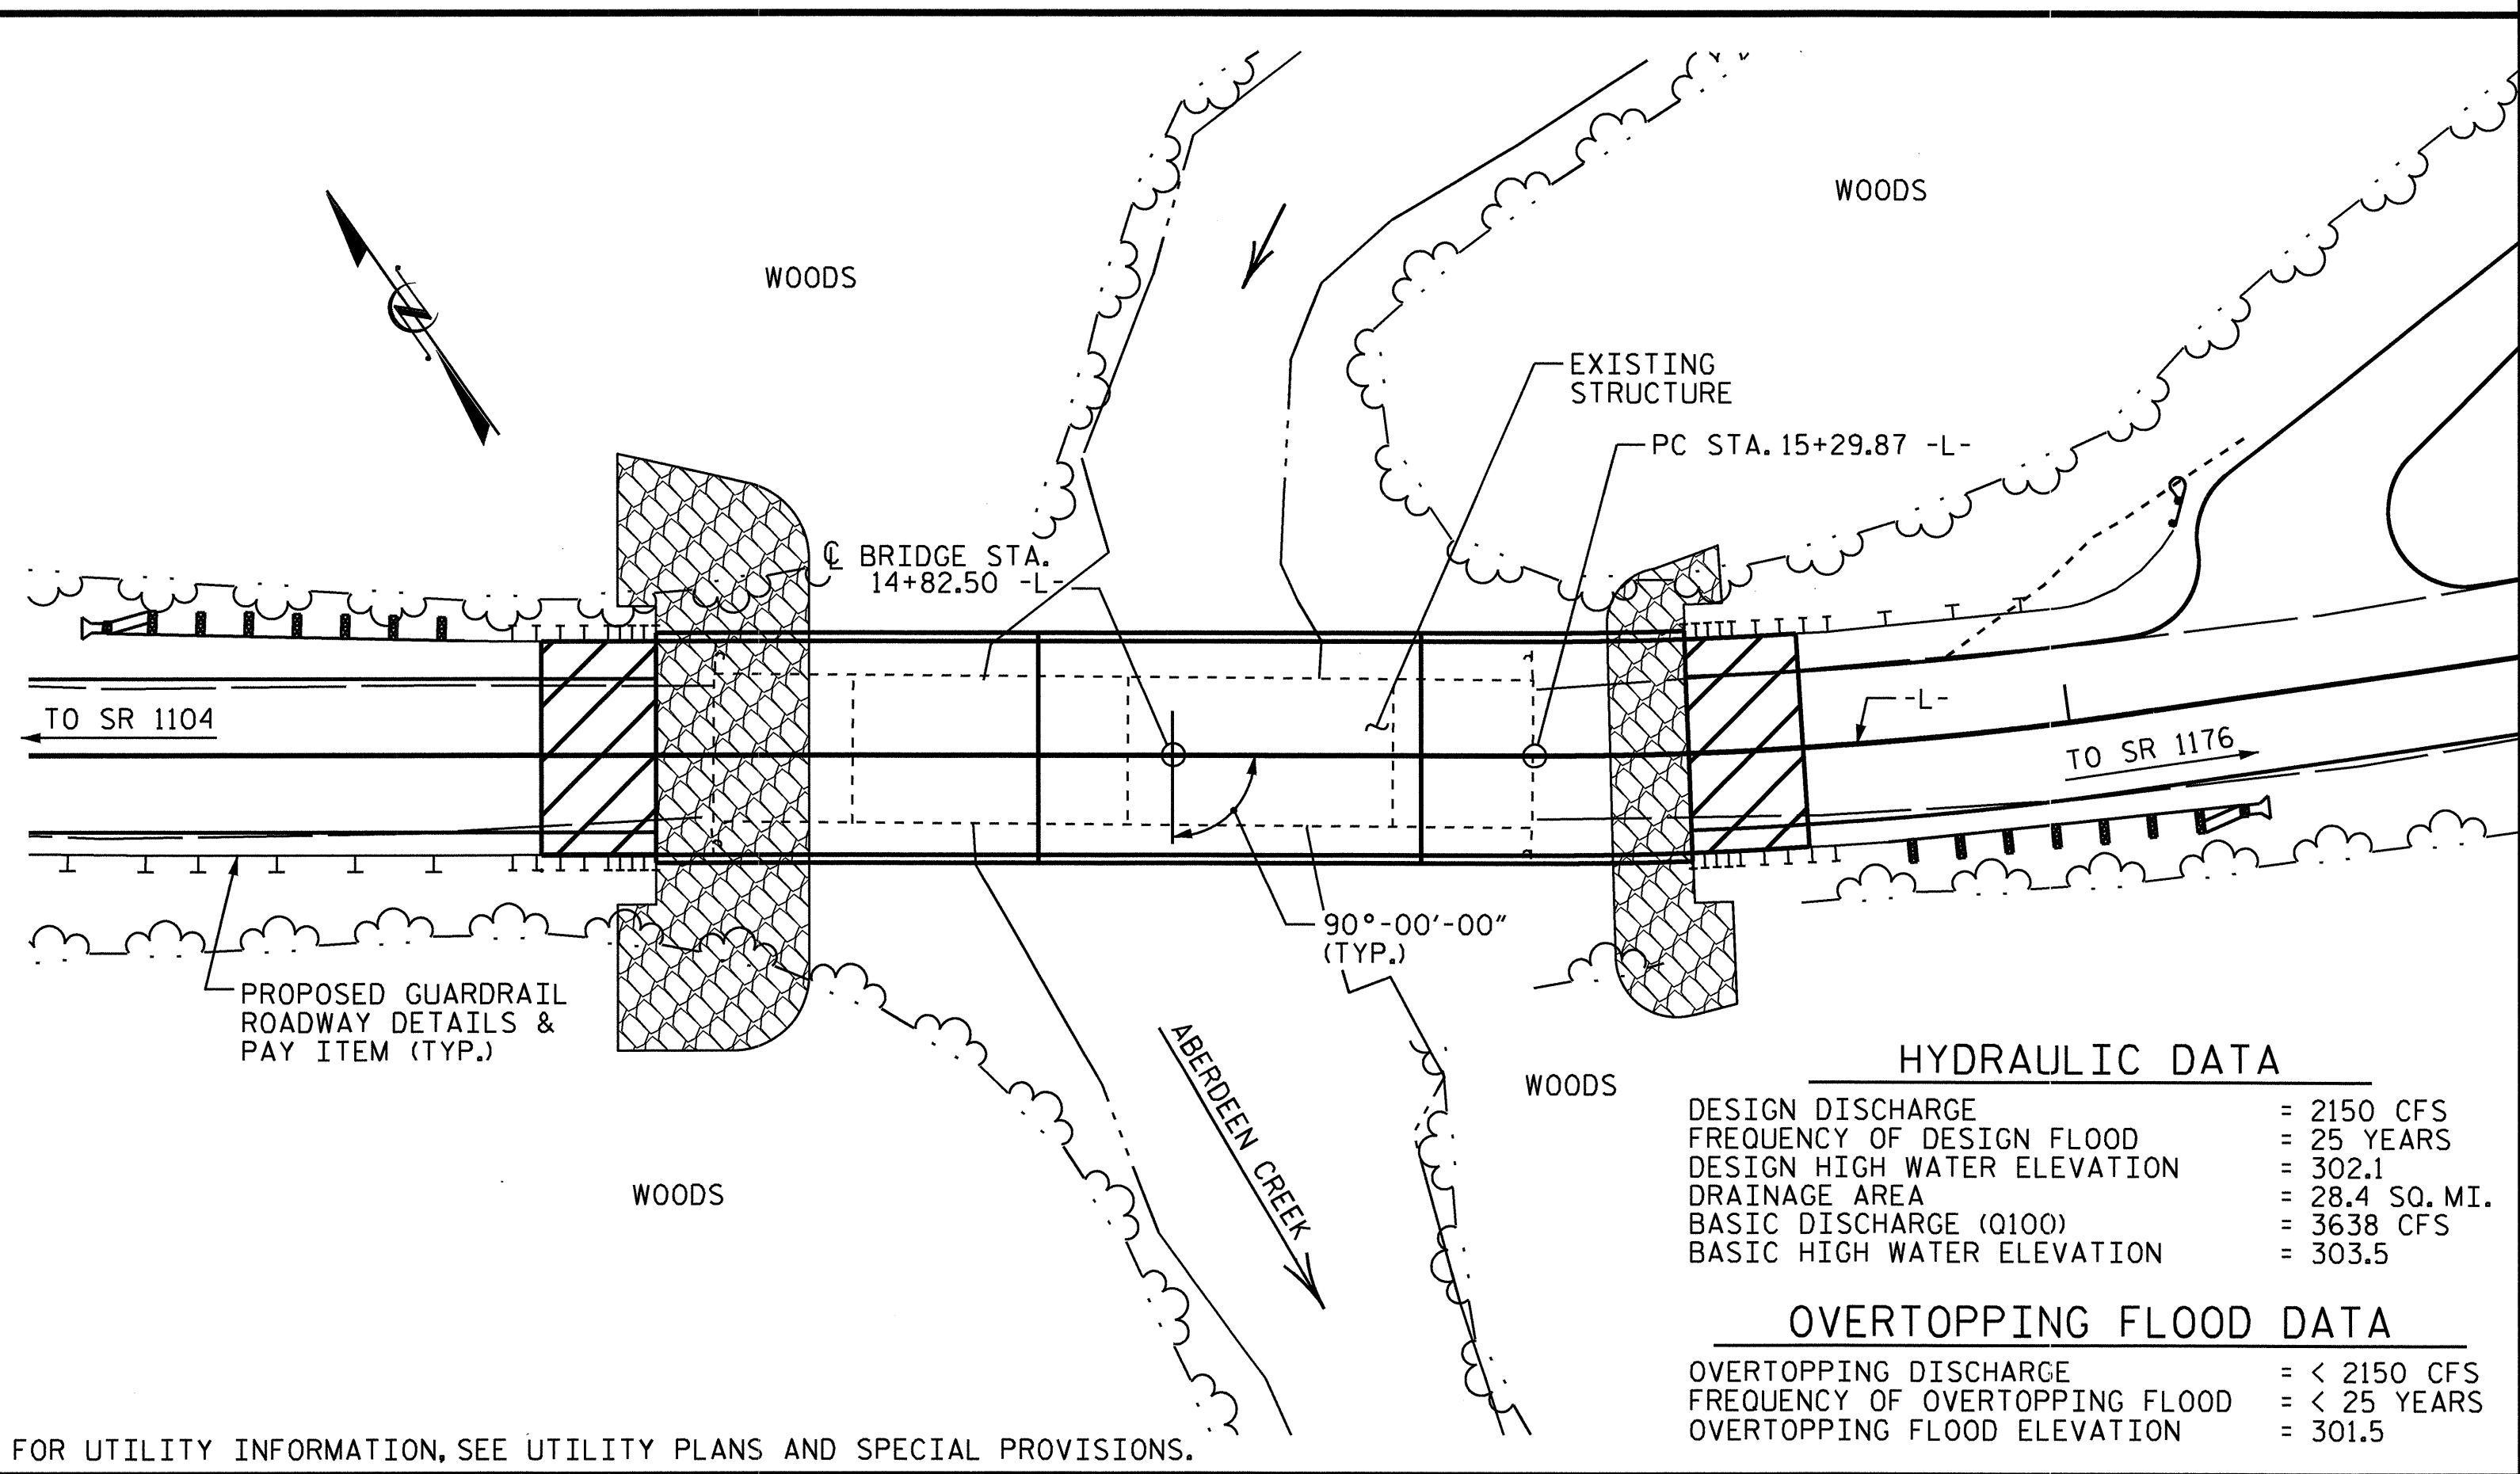 WOODS
WOODS
EXISTING
STRUCTURE
PC STA. 15+29.87 -L-
℄ BRIDGE STA.
14+82.50 -L-
TO SR 1104
-L-
TO SR 1176
90°-00'-00"
(TYP.)
PROPOSED GUARDRAIL
ROADWAY DETAILS &
PAY ITEM (TYP.)
ABERDEEN CREEK
WOODS
WOODS
HYDRAULIC DATA
DESIGN DISCHARGE = 2150 CFS
FREQUENCY OF DESIGN FLOOD = 25 YEARS
DESIGN HIGH WATER ELEVATION = 302.1
DRAINAGE AREA = 28.4 SQ. MI.
BASIC DISCHARGE (Q100) = 3638 CFS
BASIC HIGH WATER ELEVATION = 303.5
OVERTOPPING FLOOD DATA
OVERTOPPING DISCHARGE = < 2150 CFS
FREQUENCY OF OVERTOPPING FLOOD = < 25 YEARS
OVERTOPPING FLOOD ELEVATION = 301.5
FOR UTILITY INFORMATION, SEE UTILITY PLANS AND SPECIAL PROVISIONS.
N